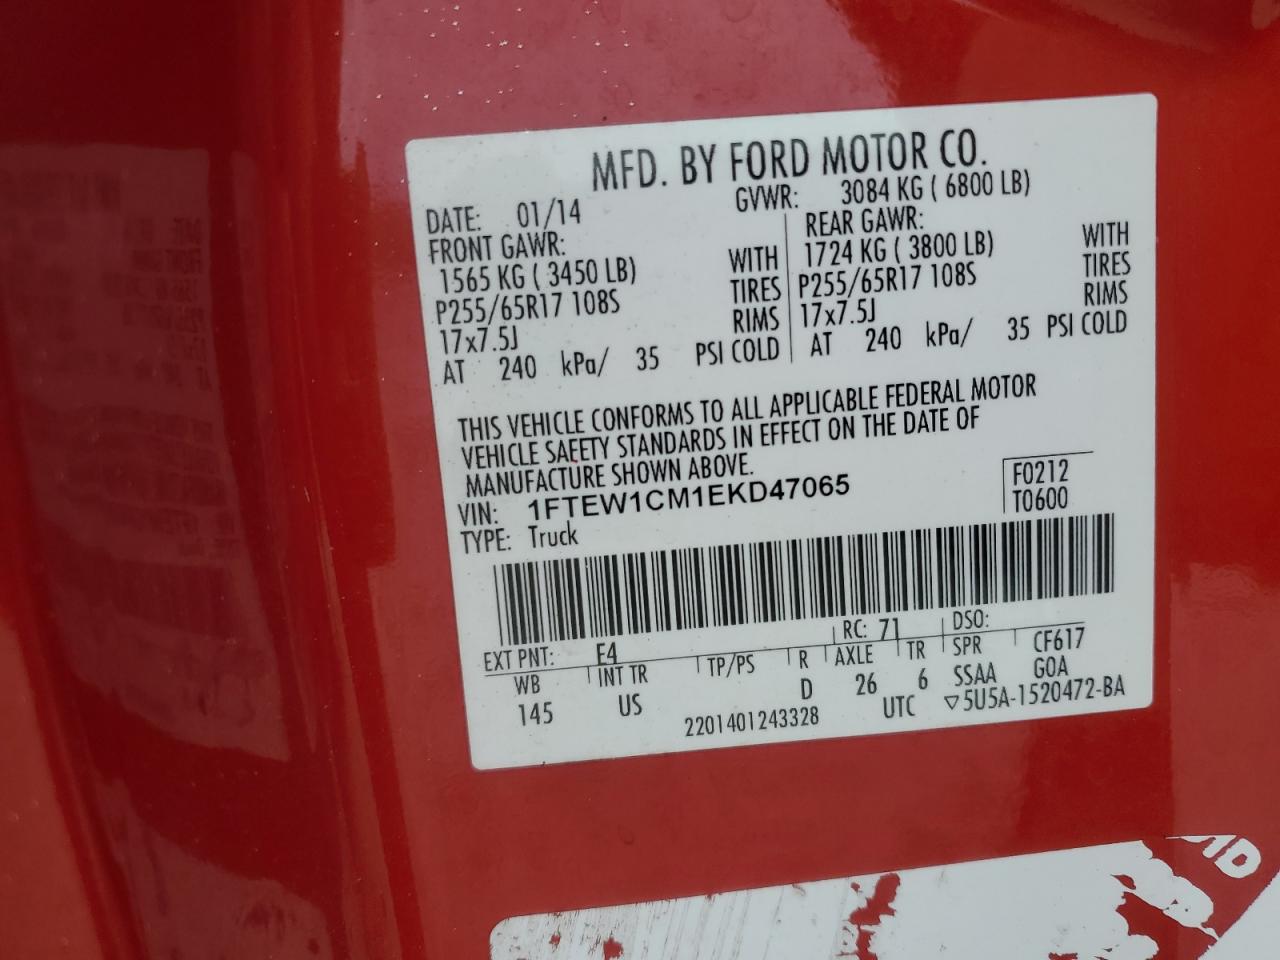 MFD. BY FORD MOTOR CO.
DATE: 01/14 GVWR: 3084 KG ( 6800 LB)
FRONT GAWR:
1565 KG ( 3450 LB) WITH
P255/65R17 108S TIRES
17x7.5J RIMS
AT 240 kPa/ 35 PSI COLD
REAR GAWR:
1724 KG ( 3800 LB) WITH
P255/65R17 108S TIRES
17x7.5J RIMS
AT 240 kPa/ 35 PSI COLD
THIS VEHICLE CONFORMS TO ALL APPLICABLE FEDERAL MOTOR
VEHICLE SAFETY STANDARDS IN EFFECT ON THE DATE OF
MANUFACTURE SHOWN ABOVE.
VIN: 1FTEW1CM1EKD47065
TYPE: Truck
F0212
T0600
EXT PNT: E4 RC: 71 DSO:
WB INT TR TP/PS R AXLE TR SPR CF617
145 US D 26 6 SSAA GOA
2201401243328 UTC ▽5U5A-1520472-BA